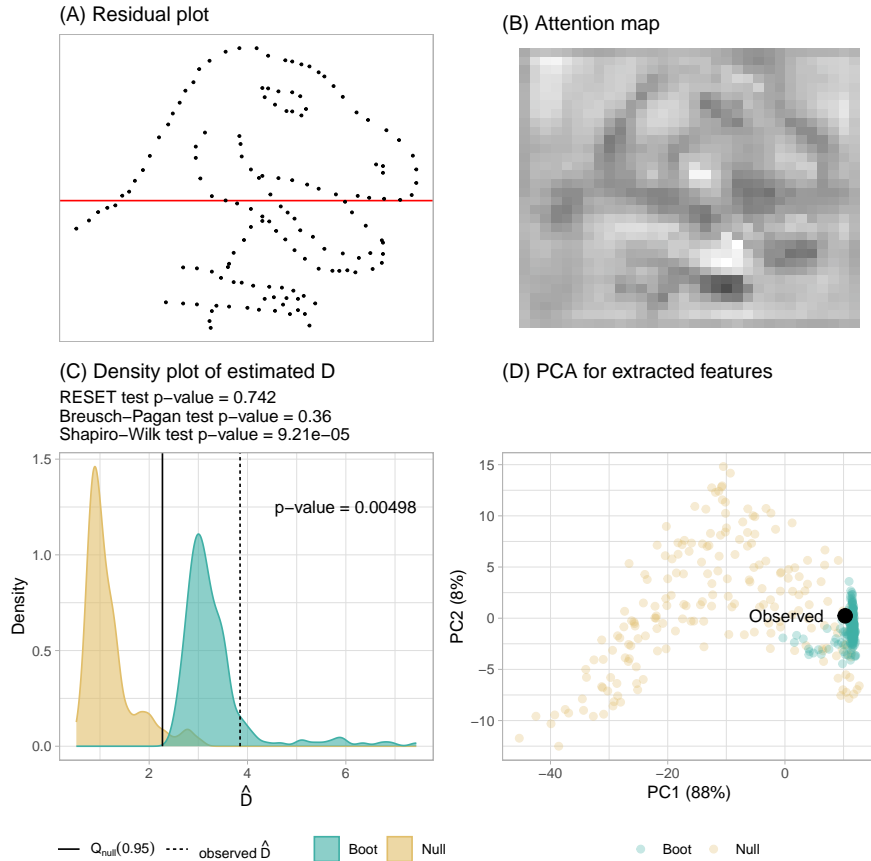 (A) Residual plot
(B) Attention map
(C) Density plot of estimated D
RESET test p−value = 0.742
Breusch−Pagan test p−value = 0.36
Shapiro−Wilk test p−value = 9.21e−05
1.5
1.0
0.5
0.0
Density
p−value = 0.00498
2
4
6
D̂
(D) PCA for extracted features
15
10
5
0
−5
−10
PC2 (8%)
Observed
−40
−20
0
PC1 (88%)
Qnull(0.95)
observed D̂
Boot
Null
Boot
Null